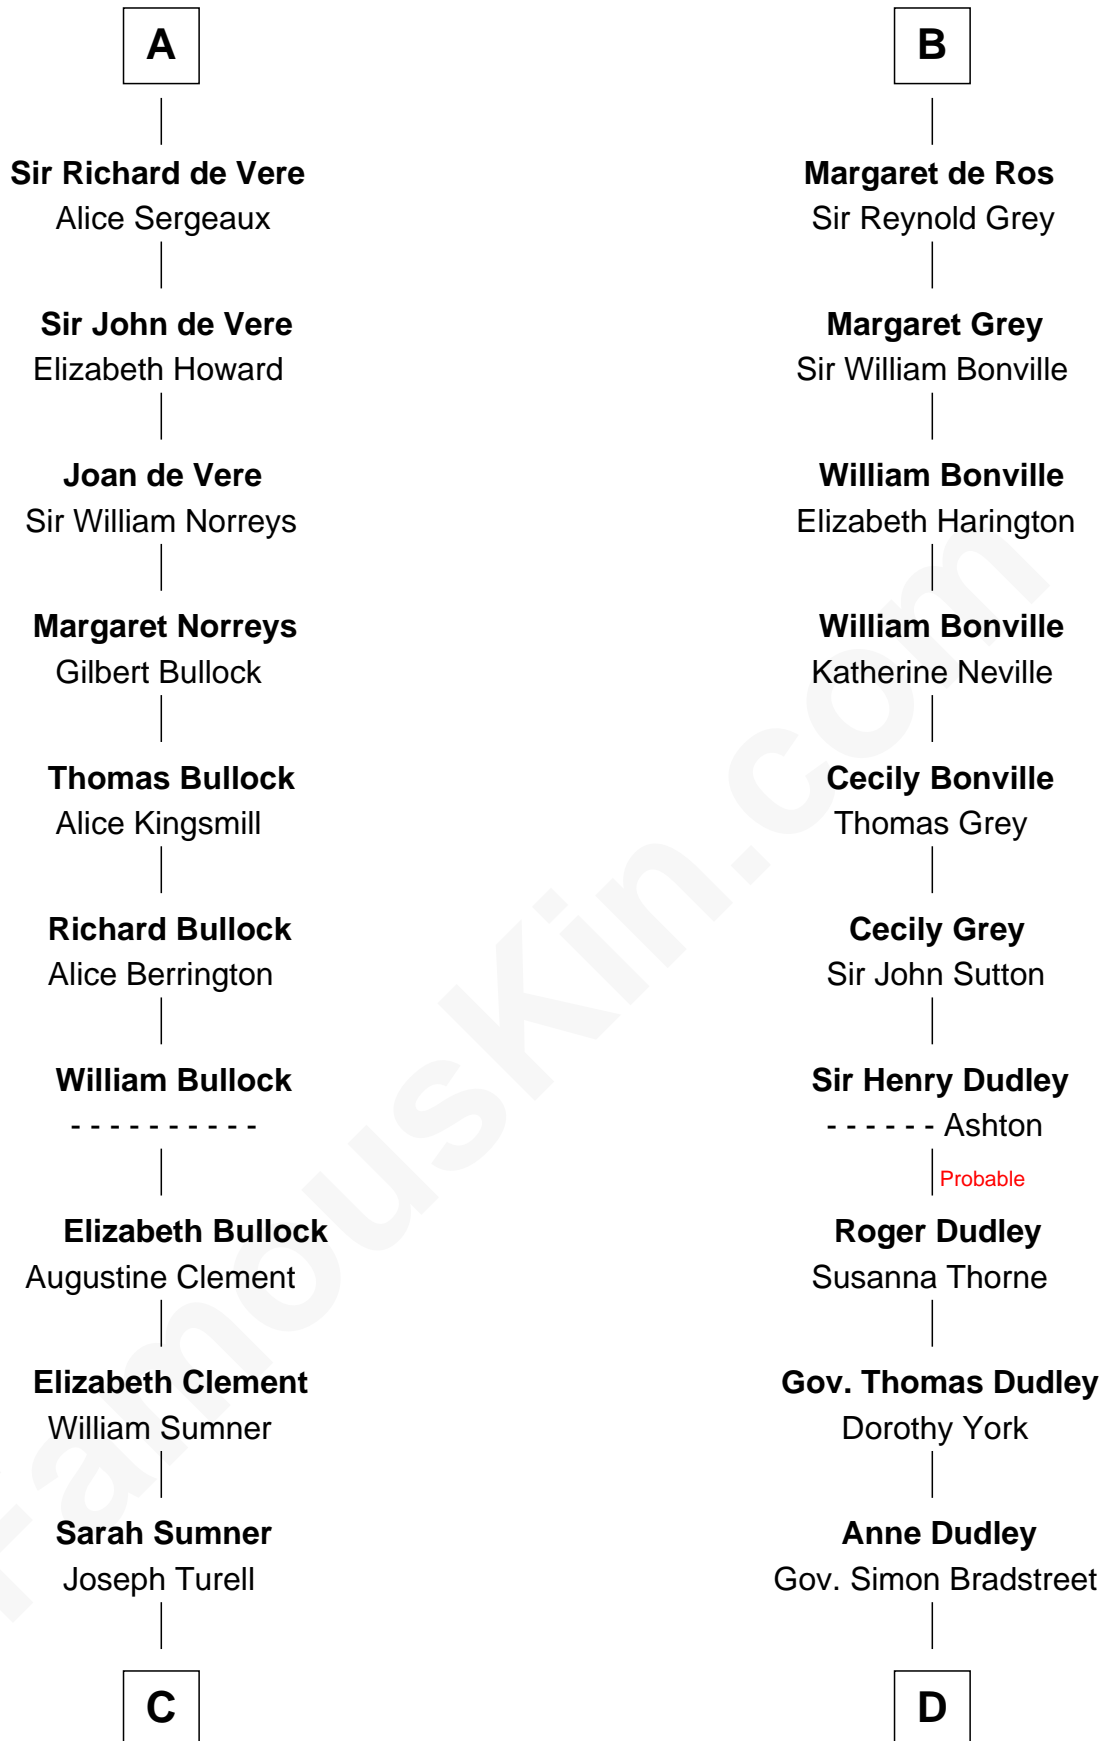 A
Sir Richard de Vere
Alice Sergeaux
Sir John de Vere
Elizabeth Howard
Joan de Vere
Sir William Norreys
Margaret Norreys
Gilbert Bullock
Thomas Bullock
Alice Kingsmill
Richard Bullock
Alice Berrington
William Bullock
- - - - - - - - - -
Elizabeth Bullock
Augustine Clement
Elizabeth Clement
William Sumner
Sarah Sumner
Joseph Turell
C
B
Margaret de Ros
Sir Reynold Grey
Margaret Grey
Sir William Bonville
William Bonville
Elizabeth Harington
William Bonville
Katherine Neville
Cecily Bonville
Thomas Grey
Cecily Grey
Sir John Sutton
Sir Henry Dudley
- - - - - - Ashton
Probable
Roger Dudley
Susanna Thorne
Gov. Thomas Dudley
Dorothy York
Anne Dudley
Gov. Simon Bradstreet
D
FamousKin.com